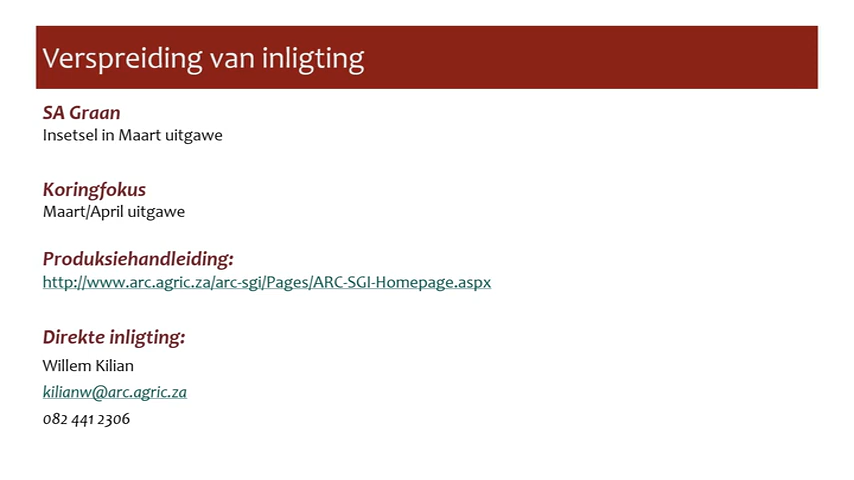 Verspreiding van inligting
SA Graan
Insetsel in Maart uitgawe
Koringfokus
Maart/April uitgawe
Produksiehandleiding:
http://www.arc.agric.za/arc-sgi/Pages/ARC-SGI-Homepage.aspx
Direkte inligting:
Willem Kilian
kilianw@arc.agric.za
082 441 2306